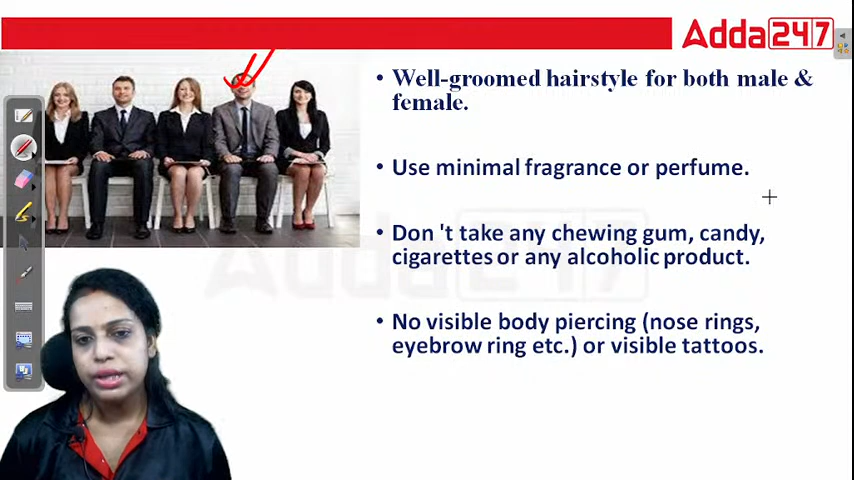 Adda247
• Well-groomed hairstyle for both male &
female.
• Use minimal fragrance or perfume.
• Don 't take any chewing gum, candy,
cigarettes or any alcoholic product.
• No visible body piercing (nose rings,
eyebrow ring etc.) or visible tattoos.
Adda247